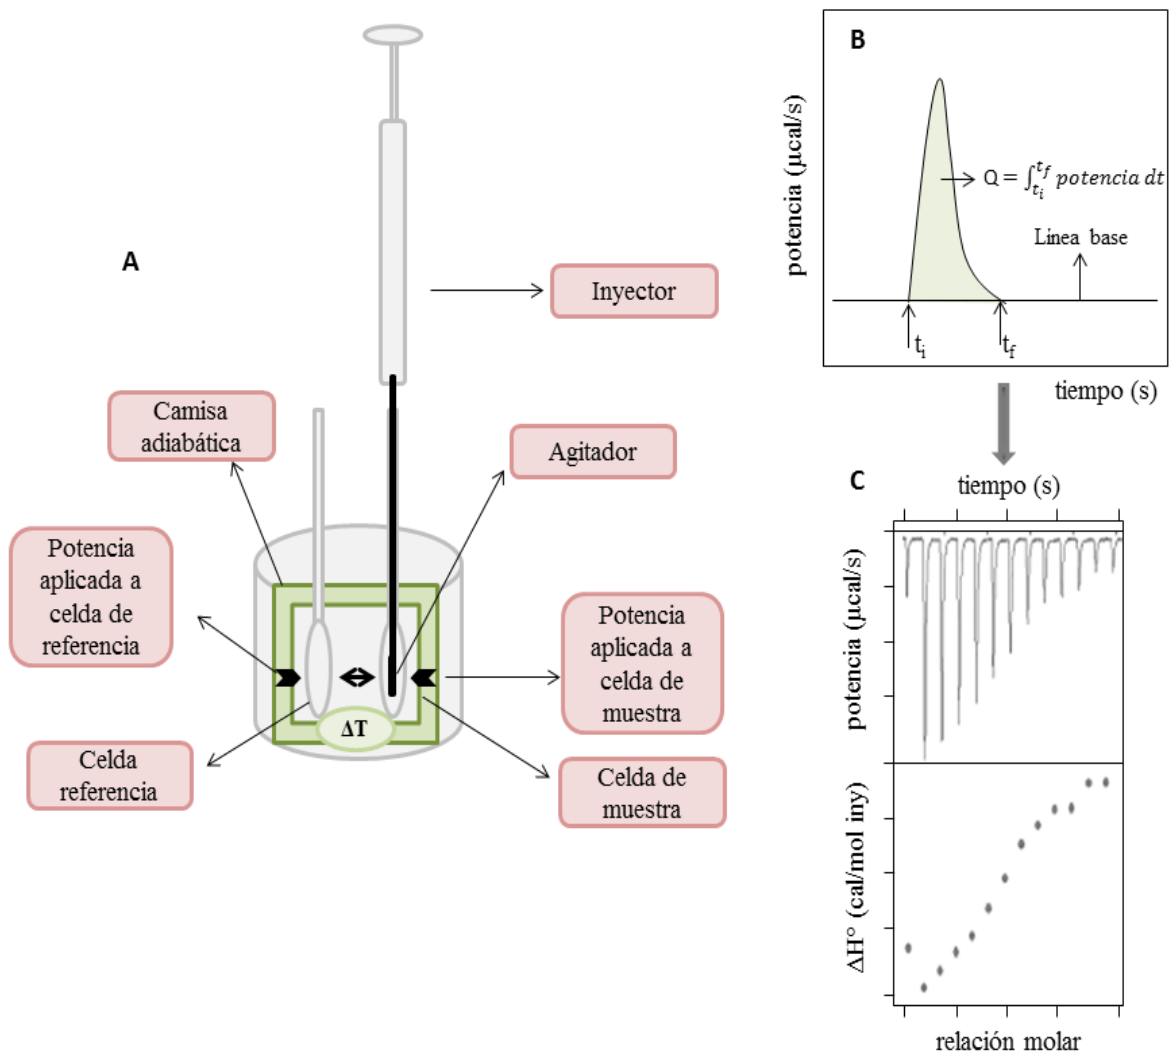 A
Inyector
Camisa
adiabática
Agitador
Potencia
aplicada a
celda de
referencia
Potencia
aplicada a
celda de
muestra
ΔT
Celda
referencia
Celda de
muestra
B
potencia (µcal/s)
Q = ∫_{t_i}^{t_f} potencia dt
Línea base
t_i
t_f
tiempo (s)
C
tiempo (s)
potencia (µcal/s)
ΔH° (cal/mol iny)
relación molar